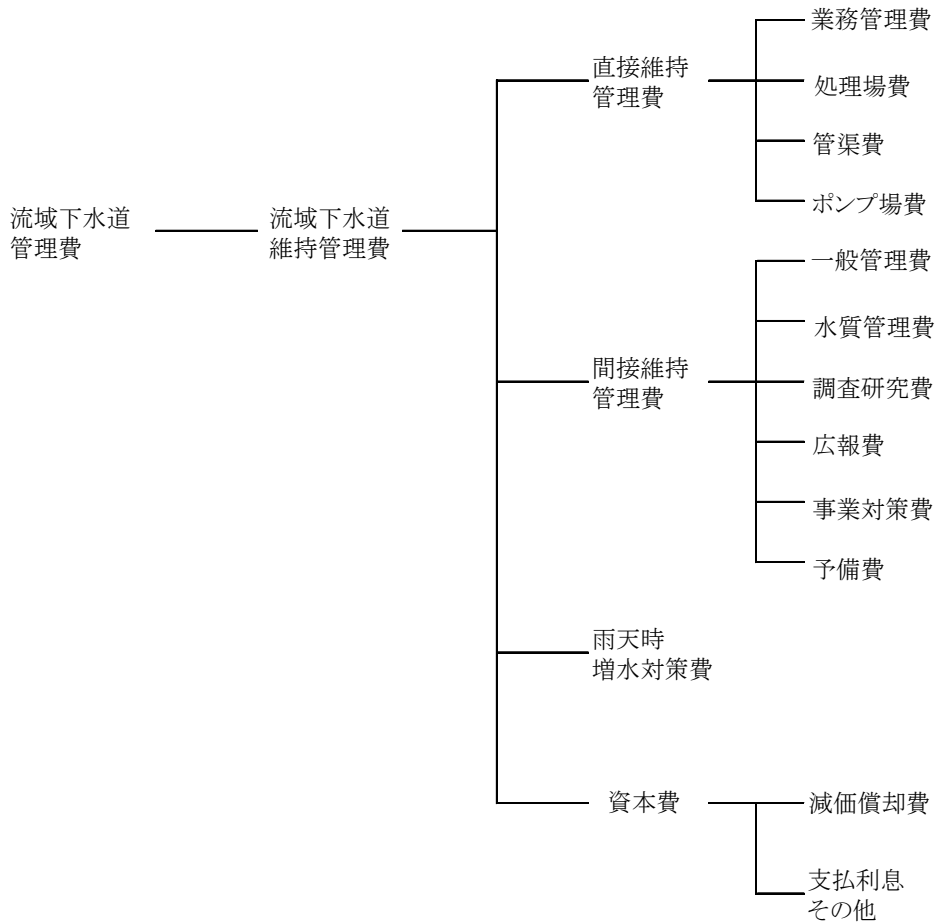 流域下水道
管理費
流域下水道
維持管理費
直接維持
管理費
業務管理費
処理場費
管渠費
ポンプ場費
間接維持
管理費
一般管理費
水質管理費
調査研究費
広報費
事業対策費
予備費
雨天時
増水対策費
資本費
減価償却費
支払利息
その他